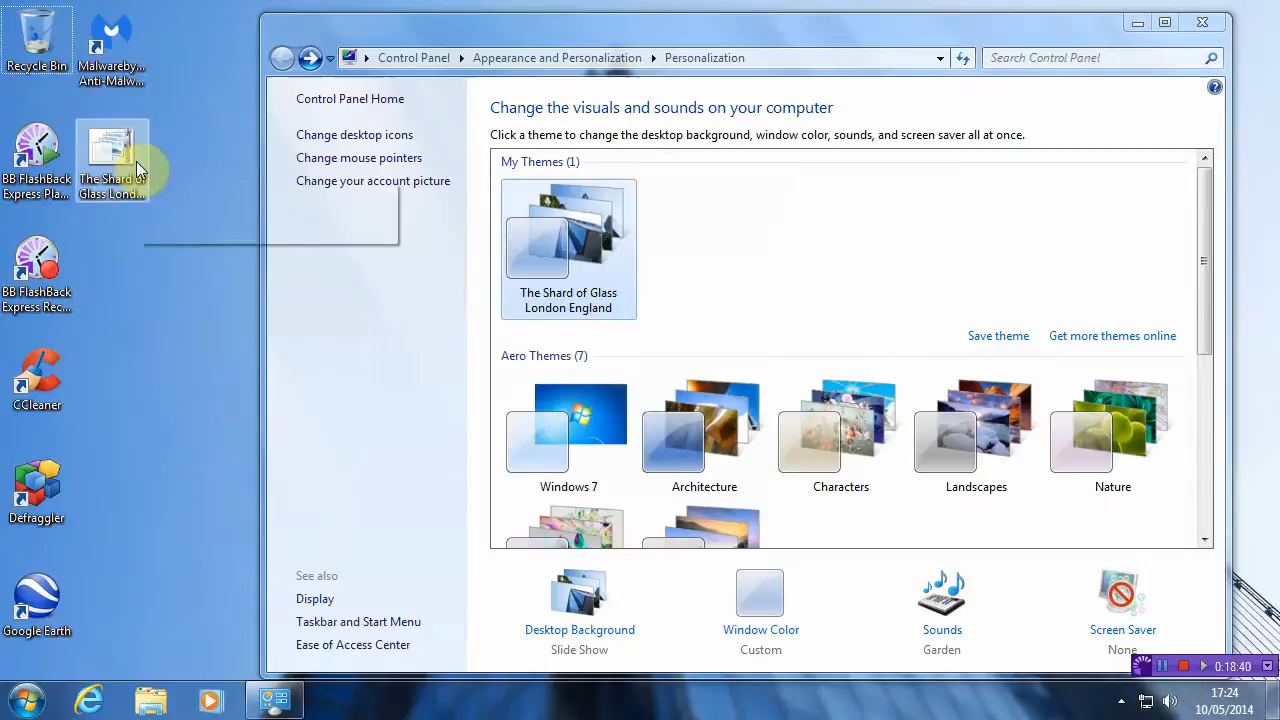 Recycle Bin
Malwareby...
Anti-Malw...
BB FlashBack
Express Pla...
The Shard of
Glass Lond...
BB FlashBack
Express Rec...
CCleaner
Defraggler
Google Earth
Control Panel
Appearance and Personalization
Personalization
Search Control Panel
Control Panel Home
Change desktop icons
Change mouse pointers
Change your account picture
See also
Display
Taskbar and Start Menu
Ease of Access Center
Change the visuals and sounds on your computer
Click a theme to change the desktop background, window color, sounds, and screen saver all at once.
My Themes (1)
The Shard of Glass
London England
Save theme
Get more themes online
Aero Themes (7)
Windows 7
Architecture
Characters
Landscapes
Nature
Desktop Background
Slide Show
Window Color
Custom
Sounds
Garden
Screen Saver
None
0:18:40
17:24
10/05/2014